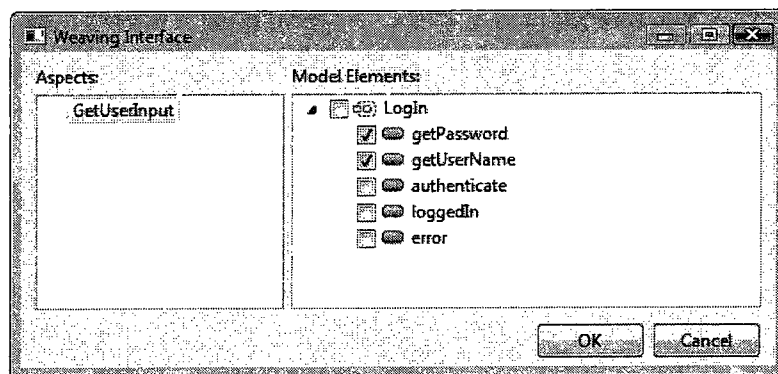 Weaving Interface
Aspects:
Model Elements:
GetUserInput
LogIn
getPassword
getUserName
authenticate
loggedIn
error
OK
Cancel